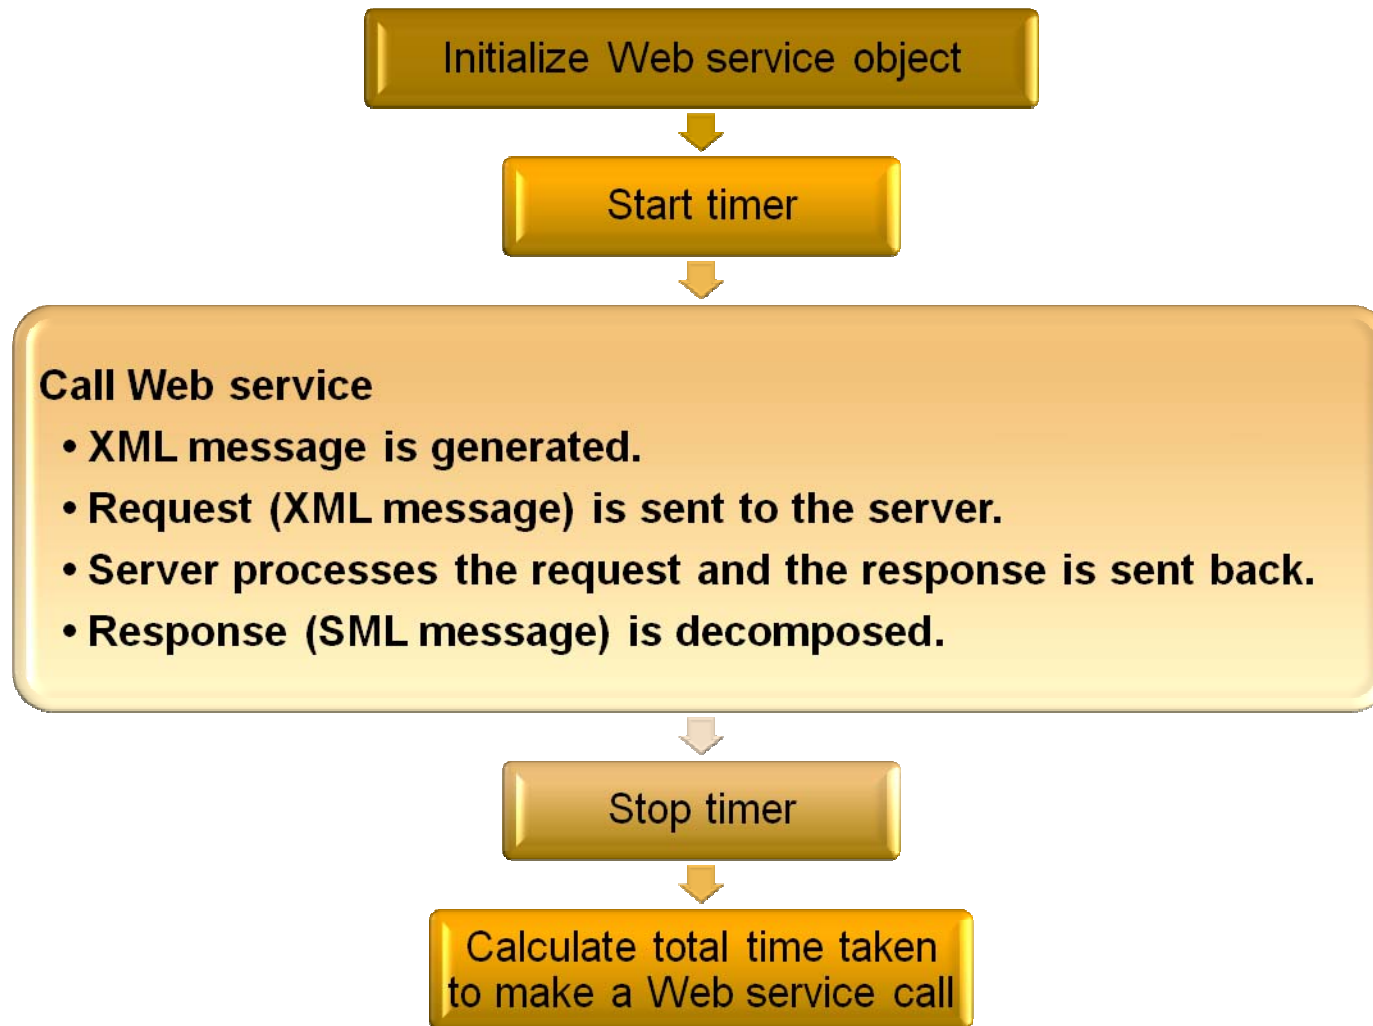 Initialize Web service object
Start timer
Call Web service
• XML message is generated.
• Request (XML message) is sent to the server.
• Server processes the request and the response is sent back.
• Response (SML message) is decomposed.
Stop timer
Calculate total time taken
to make a Web service call